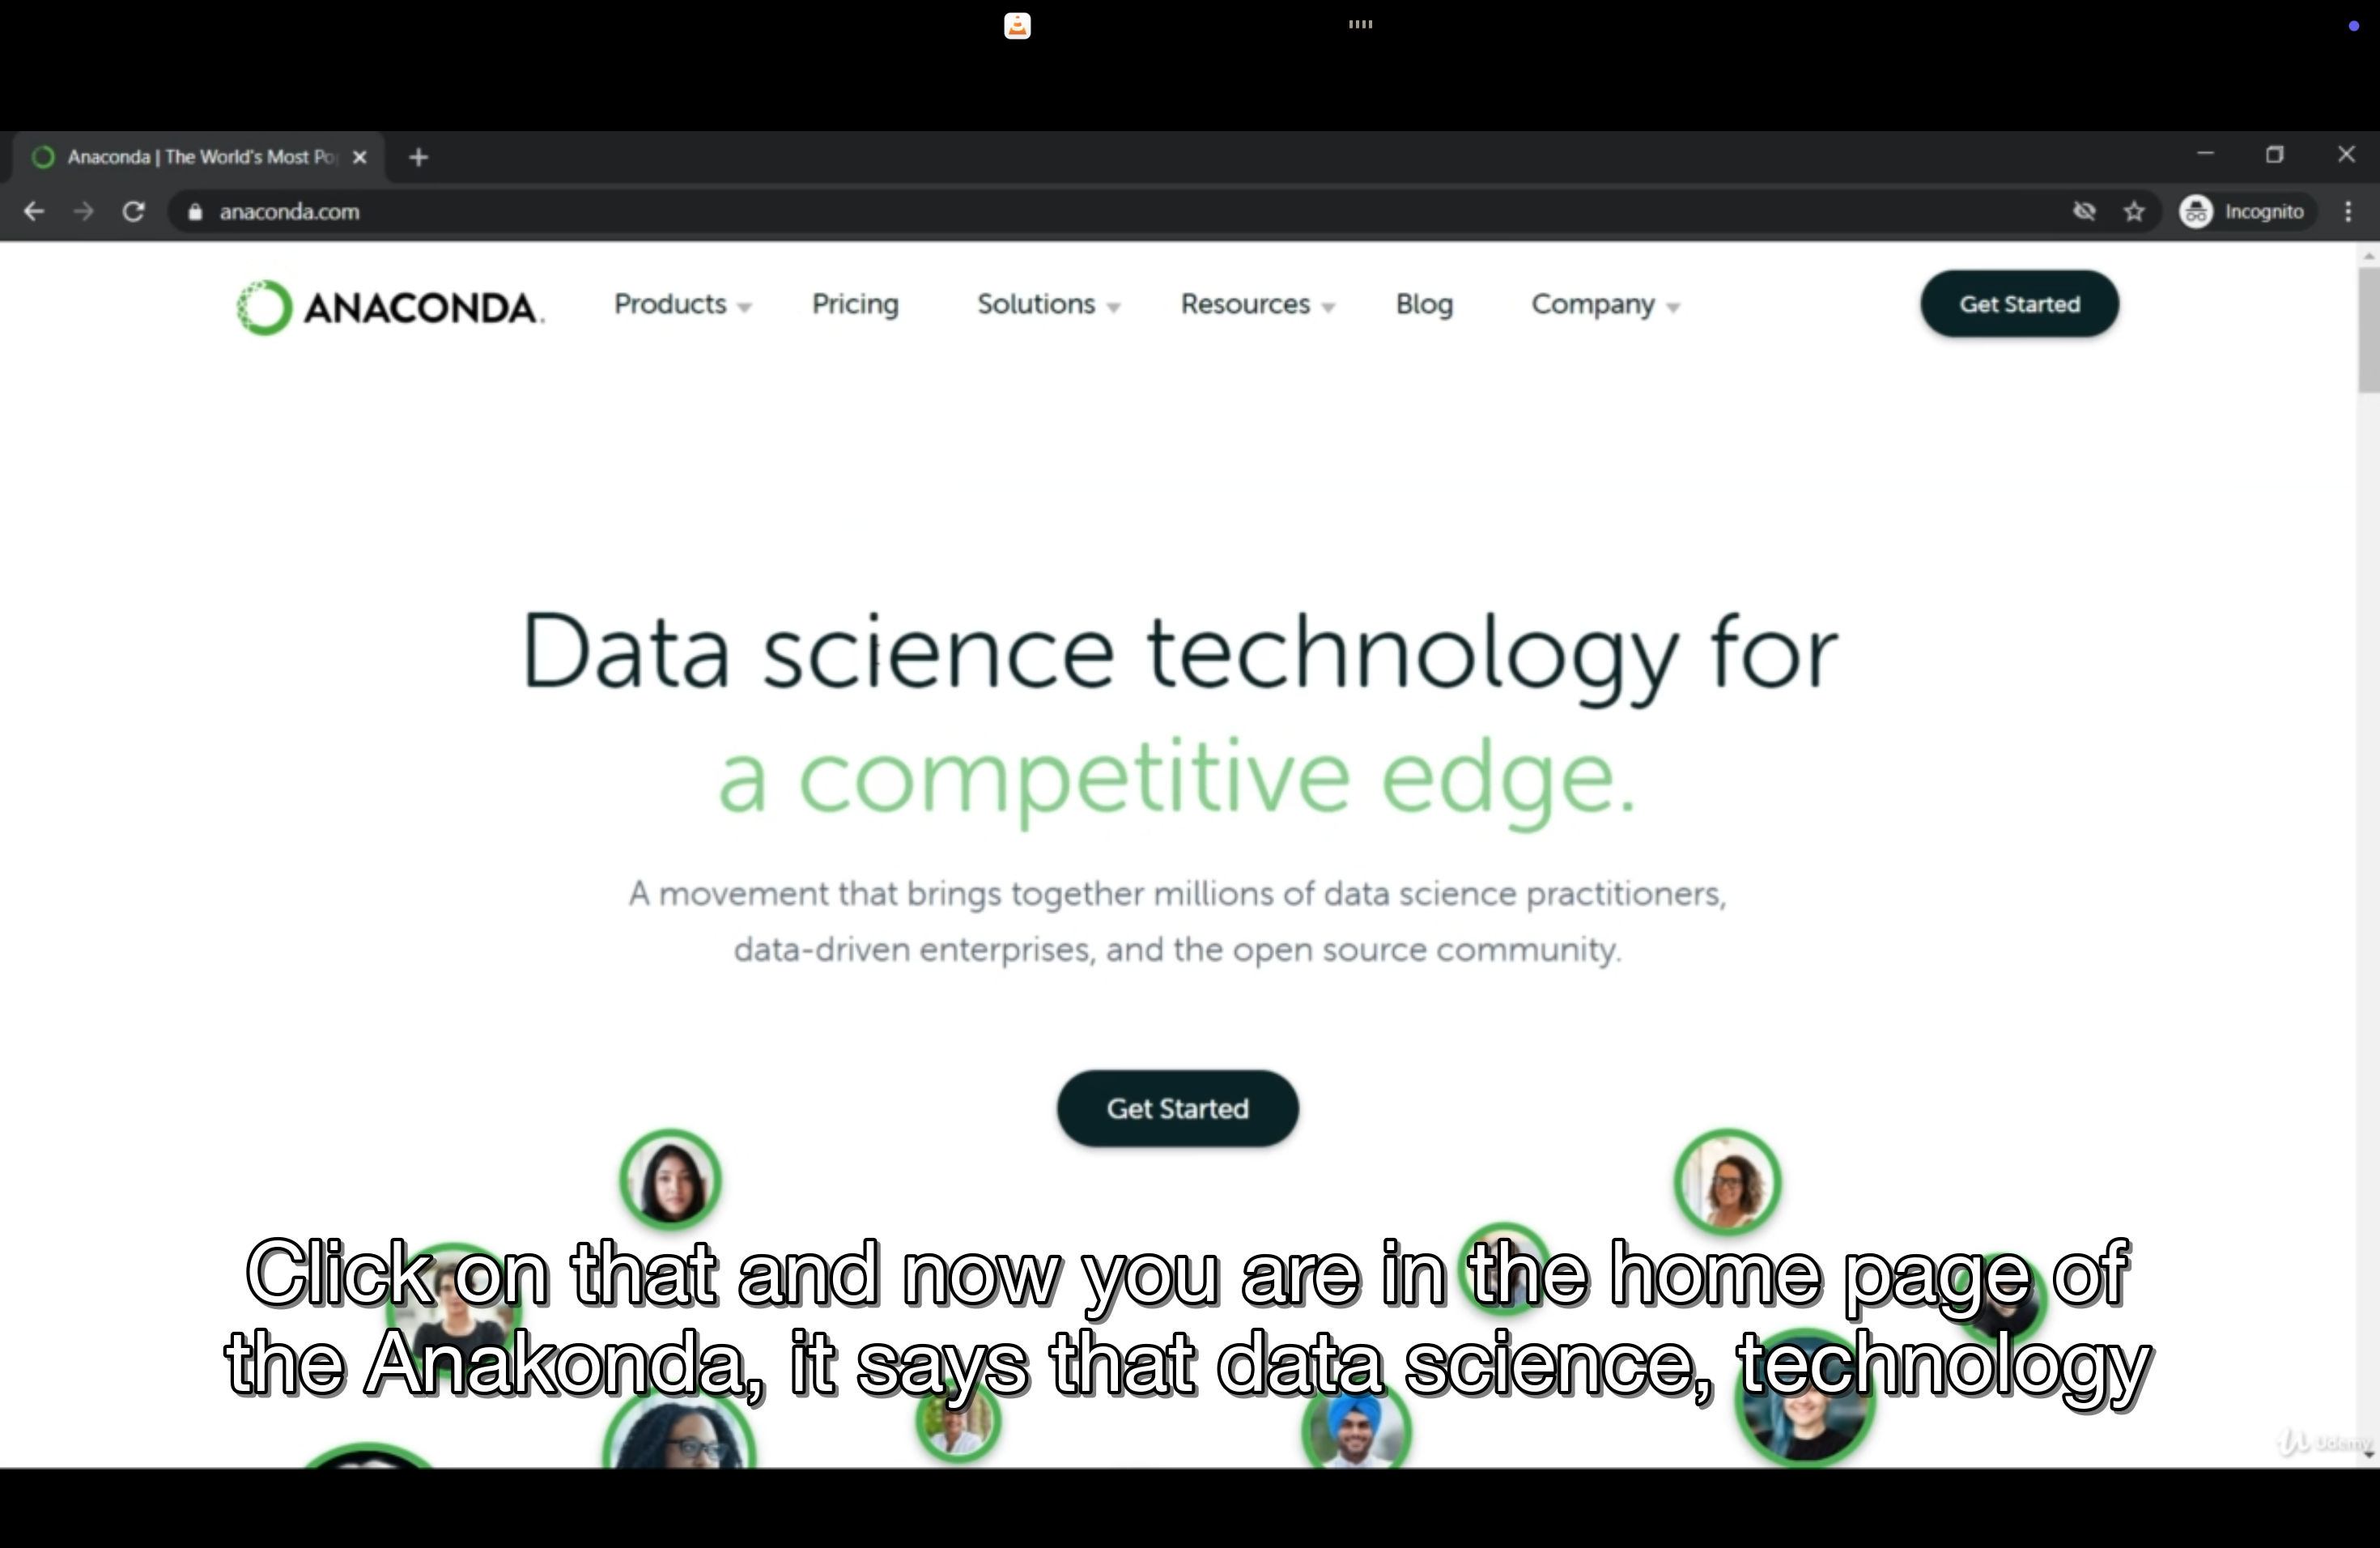 Anaconda | The World's Most Po
anaconda.com
Incognito
ANACONDA.
Products
Pricing
Solutions
Resources
Blog
Company
Get Started
Data science technology for
a competitive edge.
A movement that brings together millions of data science practitioners,
data-driven enterprises, and the open source community.
Get Started
Click on that and now you are in the home page of
the Anakonda, it says that data science, technology
Udemy